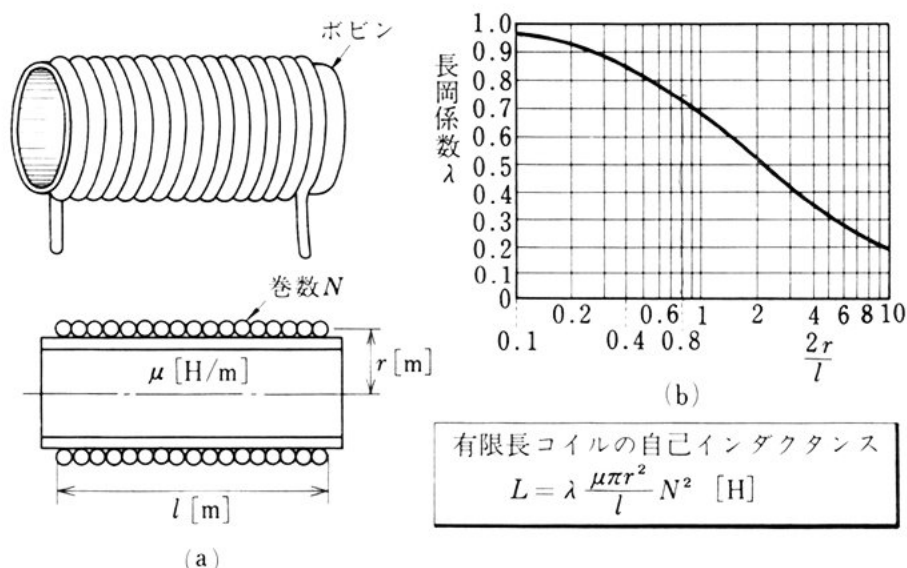 ボビン
巻数N
μ [H/m]
r [m]
l [m]
(a)
長岡係数λ
1.0
0.9
0.8
0.7
0.6
0.5
0.4
0.3
0.2
0.1
0
0.2 0.6 1 2 4 6 8 10
0.1 0.4 0.8
2r
l
(b)
有限長コイルの自己インダクタンス
L = λ μπr² / l N² [H]